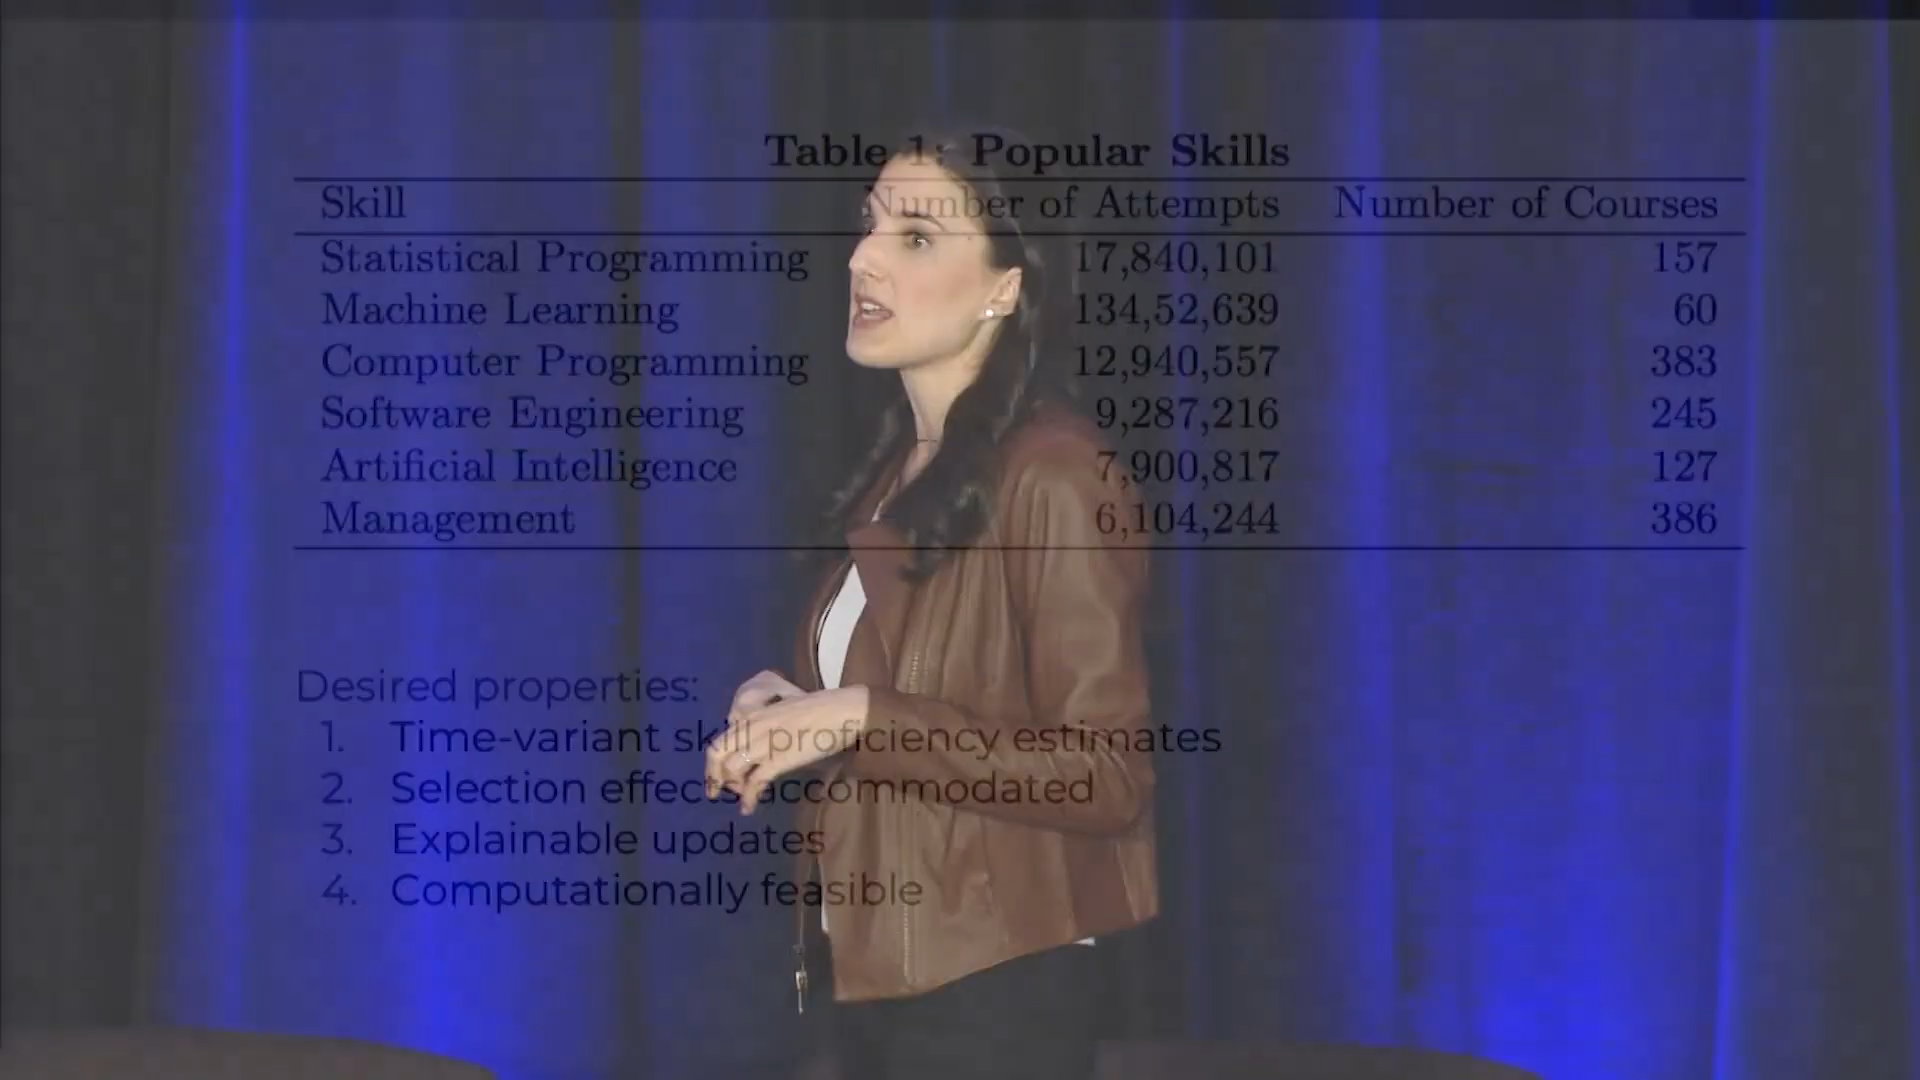 Table 1: Popular Skills
Skill Number of Attempts Number of Courses
Statistical Programming 17,840,101 157
Machine Learning 134,52,639 60
Computer Programming 12,940,557 383
Software Engineering 9,287,216 245
Artificial Intelligence 7,900,817 127
Management 6,104,244 386
Desired properties:
1. Time-variant skill proficiency estimates
2. Selection effects accommodated
3. Explainable updates
4. Computationally feasible